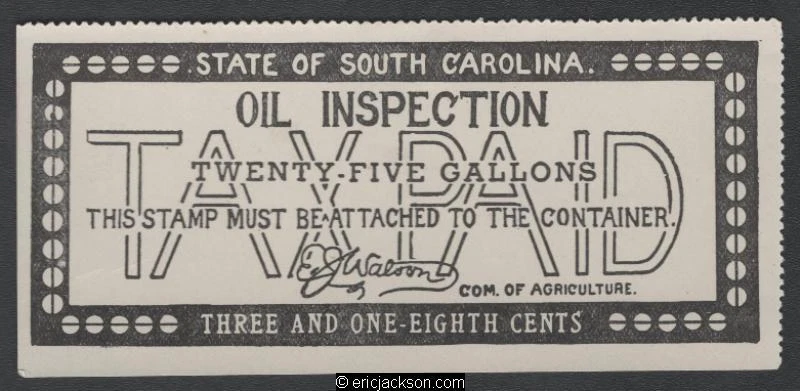 STATE OF SOUTH CAROLINA.
OIL INSPECTION
TAX PAID
TWENTY-FIVE GALLONS
THIS STAMP MUST BE ATTACHED TO THE CONTAINER.
E J Watson
COM. OF AGRICULTURE.
THREE AND ONE-EIGHTH CENTS
© ericjackson.com